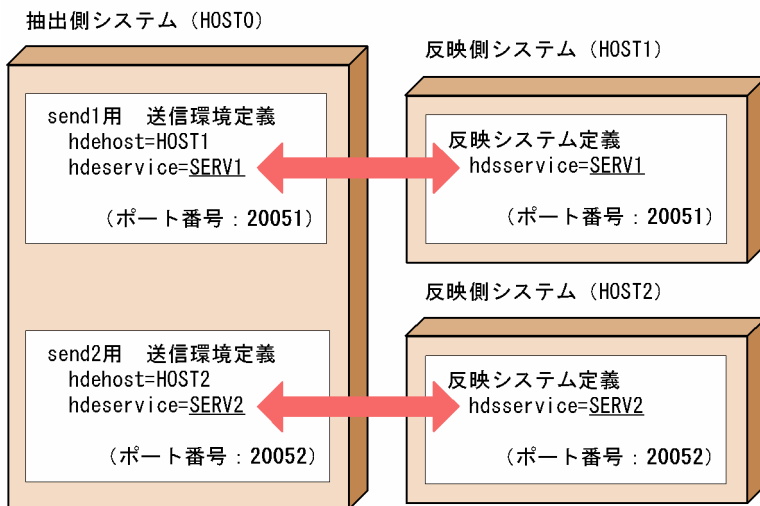 抽出側システム（HOST0）
send1用　送信環境定義
hdehost=HOST1
hdeservice=SERV1
（ポート番号：20051）
send2用　送信環境定義
hdehost=HOST2
hdeservice=SERV2
（ポート番号：20052）
反映側システム（HOST1）
反映システム定義
hdsservice=SERV1
（ポート番号：20051）
反映側システム（HOST2）
反映システム定義
hdsservice=SERV2
（ポート番号：20052）